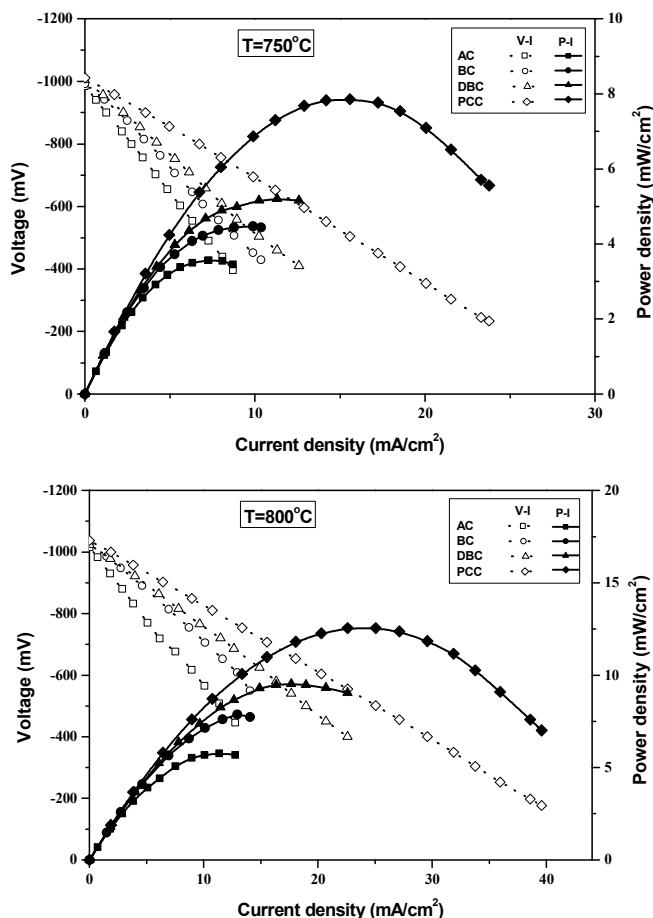 T=750°C
V-I P-I
AC
BC
DBC
PCC
-1200
-1000
-800
-600
-400
-200
0
Voltage (mV)
10
8
6
4
2
0
Power density (mW/cm²)
0 10 20 30
Current density (mA/cm²)
T=800°C
V-I P-I
AC
BC
DBC
PCC
-1200
-1000
-800
-600
-400
-200
0
Voltage (mV)
20
15
10
5
0
Power density (mW/cm²)
0 10 20 30 40
Current density (mA/cm²)